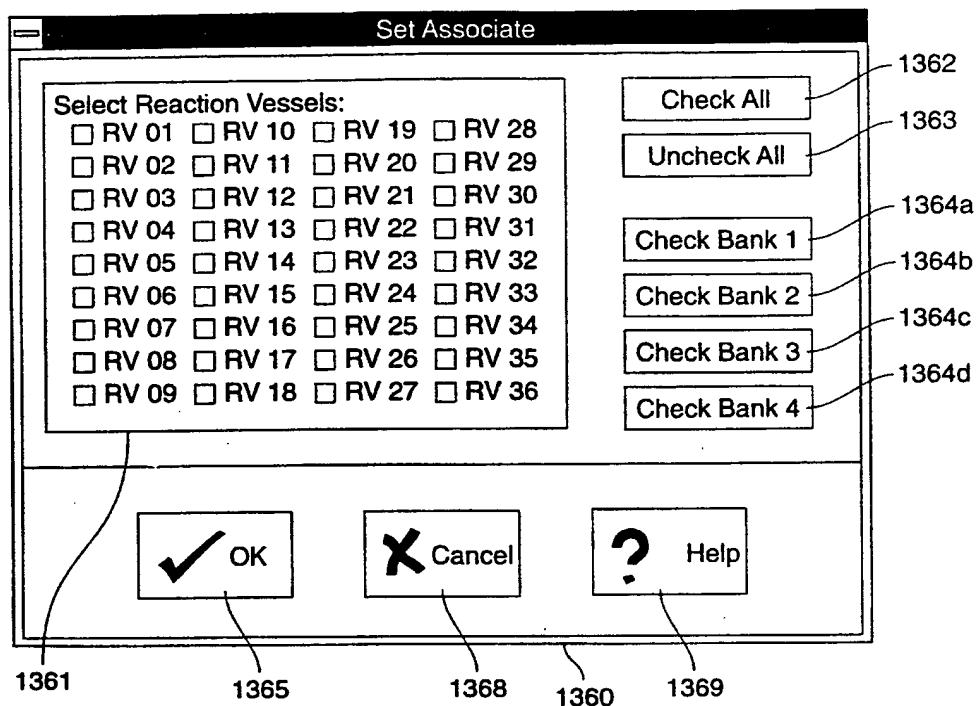 Set Associate
Select Reaction Vessels:
RV 01 RV 10 RV 19 RV 28
RV 02 RV 11 RV 20 RV 29
RV 03 RV 12 RV 21 RV 30
RV 04 RV 13 RV 22 RV 31
RV 05 RV 14 RV 23 RV 32
RV 06 RV 15 RV 24 RV 33
RV 07 RV 16 RV 25 RV 34
RV 08 RV 17 RV 26 RV 35
RV 09 RV 18 RV 27 RV 36
Check All
1362
Uncheck All
1363
Check Bank 1
1364a
Check Bank 2
1364b
Check Bank 3
1364c
Check Bank 4
1364d
OK
Cancel
? Help
1361
1365
1368
1360
1369